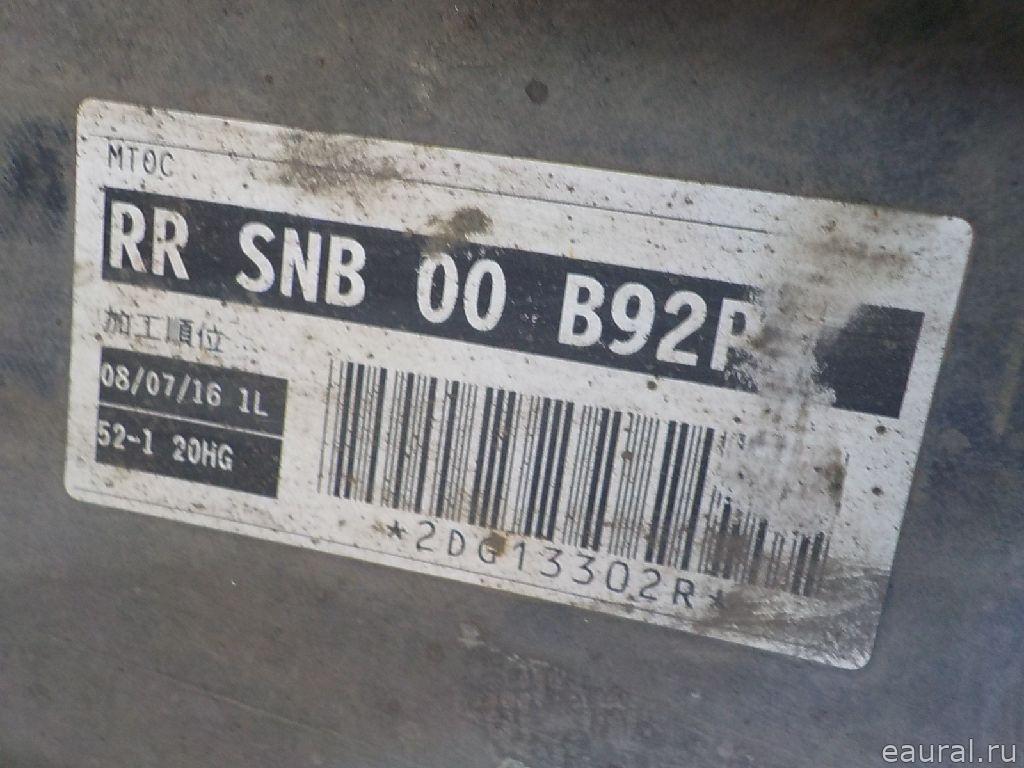 MTOC
RR SNB 00 B92P
加工順位
08/07/16 1L
52-1 20HG
*2DG13302R*
eaural.ru